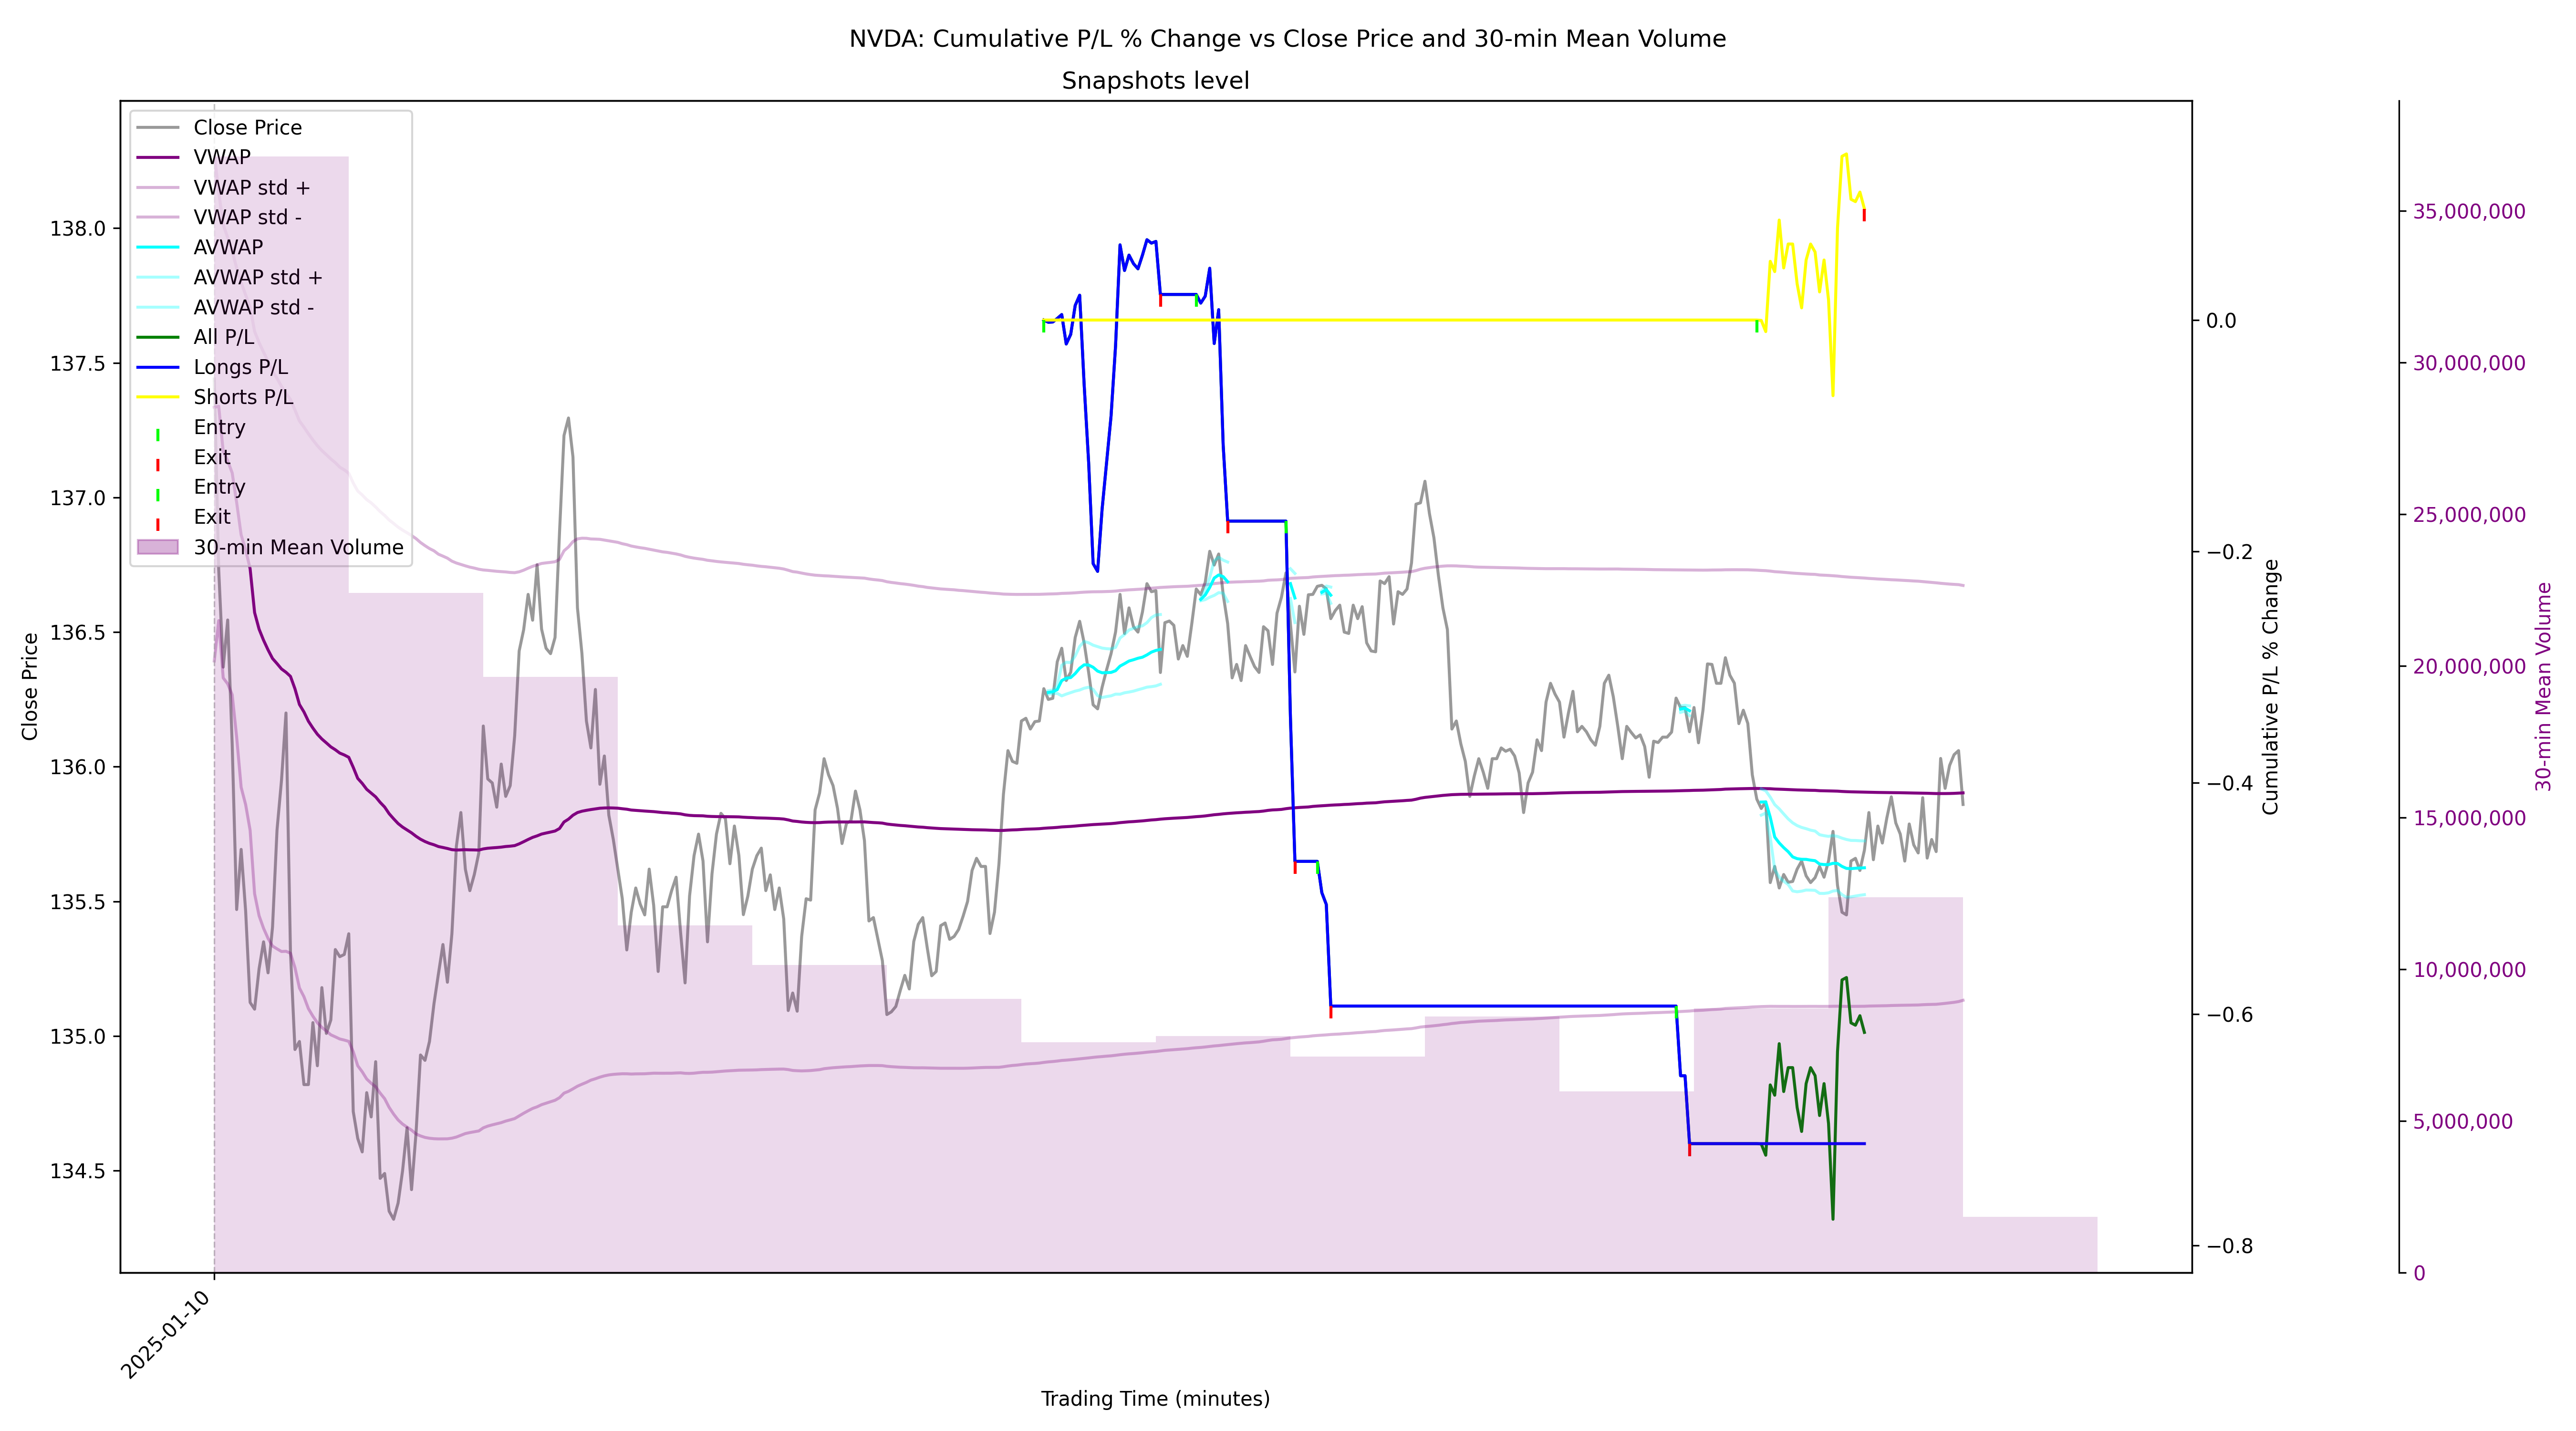 NVDA: Cumulative P/L % Change vs Close Price and 30-min Mean Volume
Snapshots level
Close Price
VWAP
VWAP std +
VWAP std -
AVWAP
AVWAP std +
AVWAP std -
All P/L
Longs P/L
Shorts P/L
Entry
Exit
Entry
Exit
30-min Mean Volume
Close Price
138.0
137.5
137.0
136.5
136.0
135.5
135.0
134.5
0.0
−0.2
−0.4
−0.6
−0.8
Cumulative P/L % Change
35,000,000
30,000,000
25,000,000
20,000,000
15,000,000
10,000,000
5,000,000
0
30-min Mean Volume
2025-01-10
Trading Time (minutes)